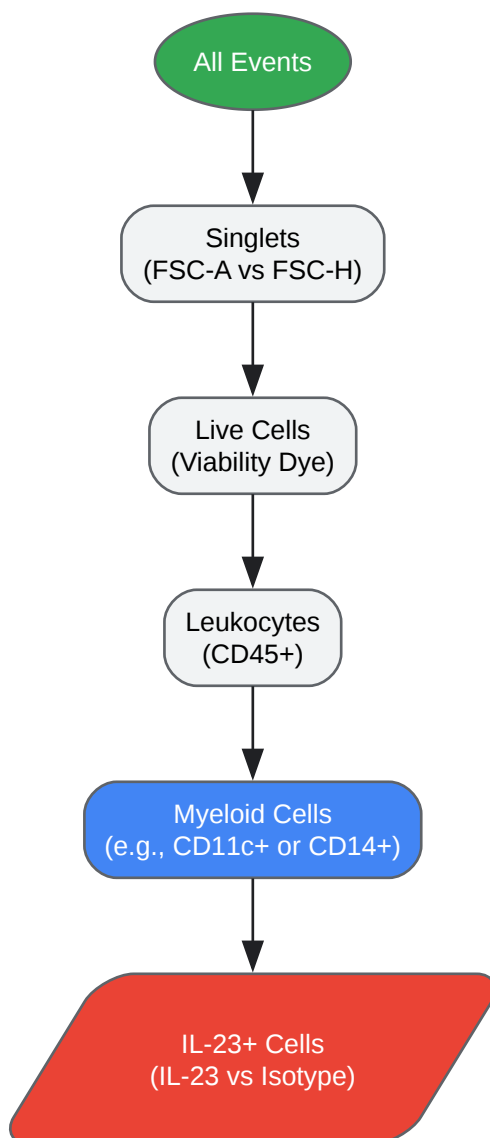 All Events
Singlets
(FSC-A vs FSC-H)
Live Cells
(Viability Dye)
Leukocytes
(CD45+)
Myeloid Cells
(e.g., CD11c+ or CD14+)
IL-23+ Cells
(IL-23 vs Isotype)